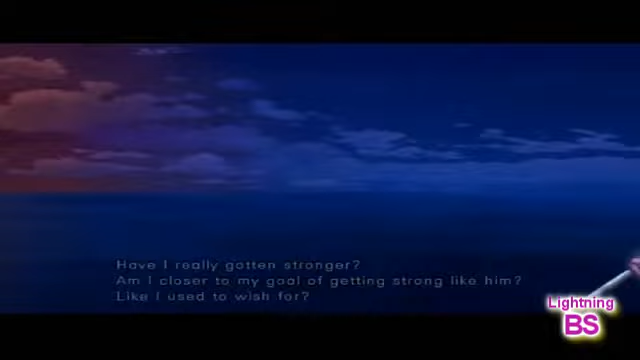 Have I really gotten stronger?
Am I closer to my goal of getting strong like him?
Like I used to wish for?
Lightning
BS